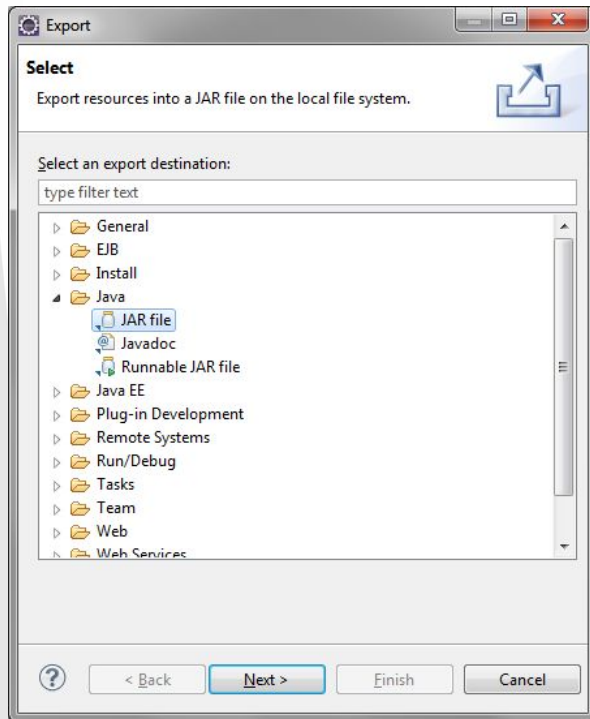 Export
Select
Export resources into a JAR file on the local file system.
Select an export destination:
type filter text
General
EJB
Install
Java
JAR file
Javadoc
Runnable JAR file
Java EE
Plug-in Development
Remote Systems
Run/Debug
Tasks
Team
Web
Web Services
? < Back Next > Finish Cancel